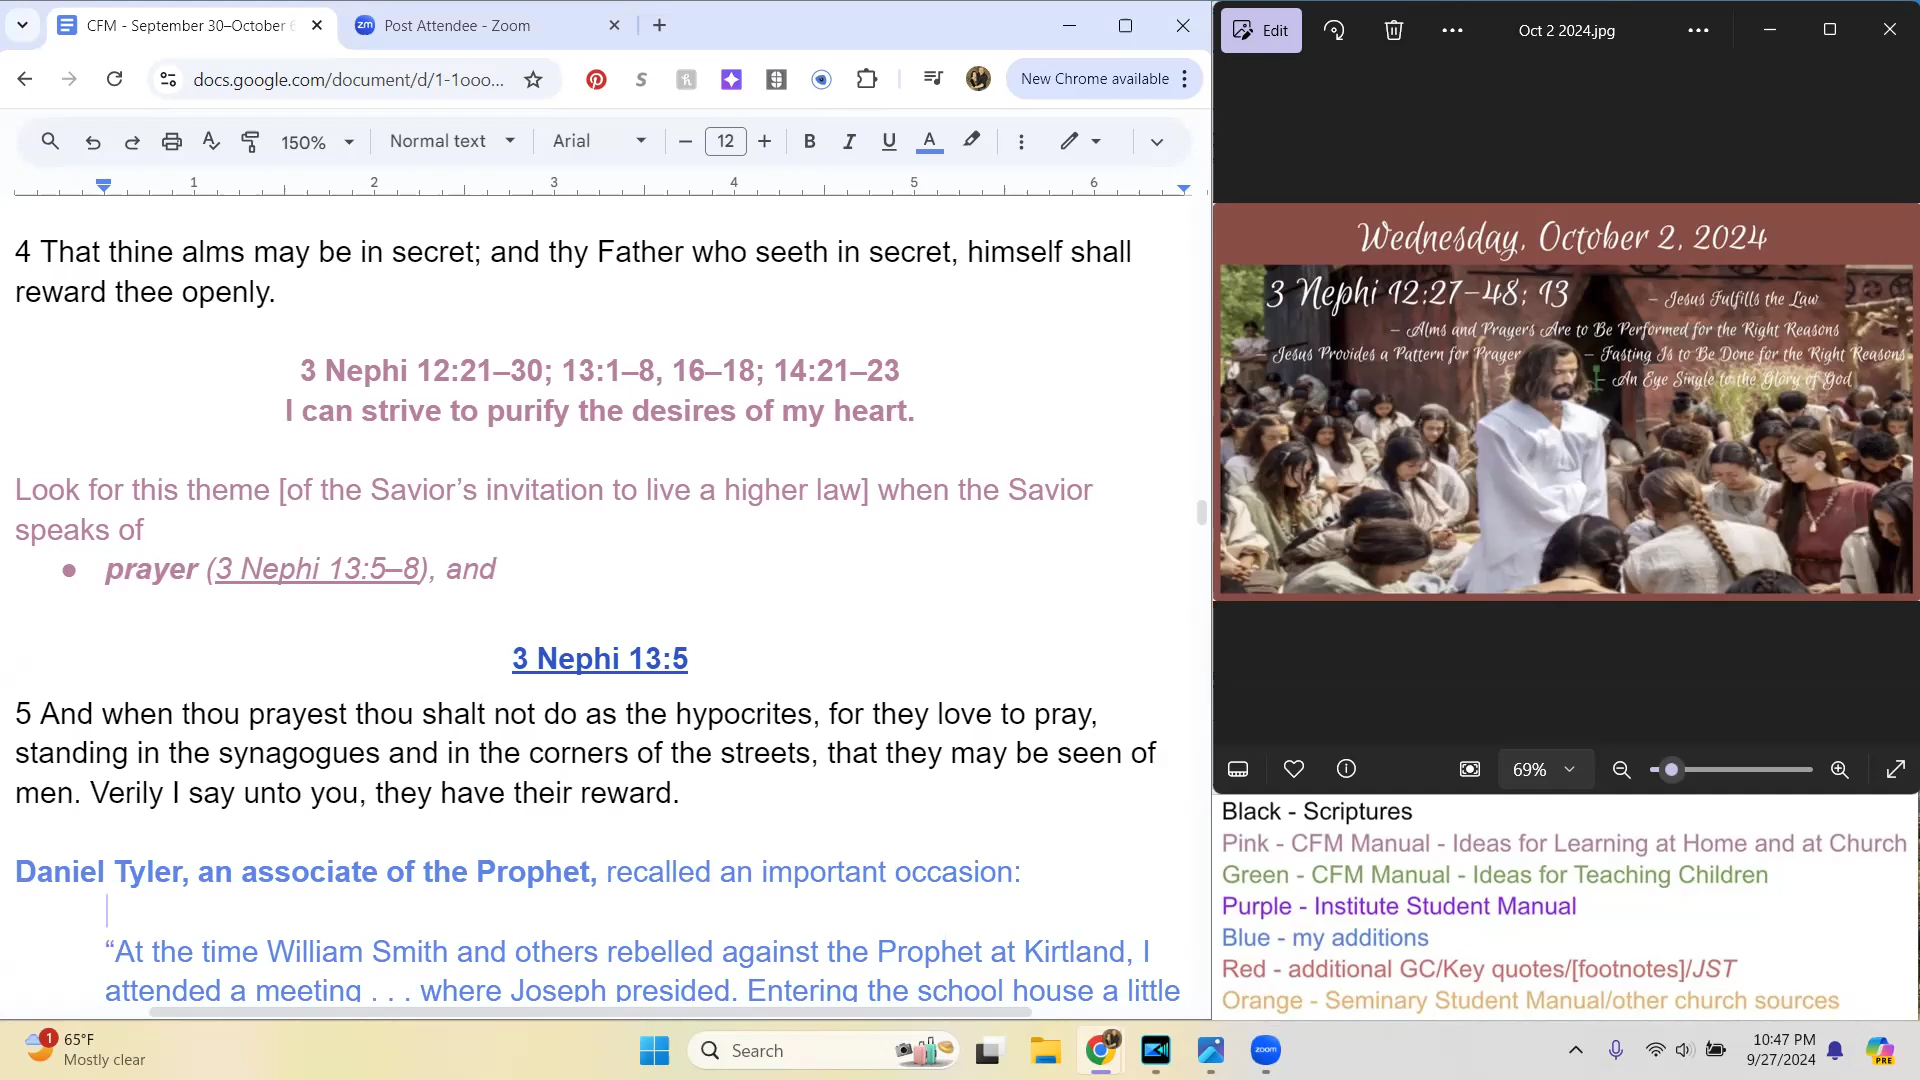 CFM - September 30–October 6
Post Attendee - Zoom
docs.google.com/document/d/1-1ooo...
New Chrome available
150%
Normal text
Arial
12
B I U A
1 2 3 4 5 6
4 That thine alms may be in secret; and thy Father who seeth in secret, himself shall
reward thee openly.
3 Nephi 12:21–30; 13:1–8, 16–18; 14:21–23
I can strive to purify the desires of my heart.
Look for this theme [of the Savior’s invitation to live a higher law] when the Savior
speaks of
● prayer (3 Nephi 13:5–8), and
3 Nephi 13:5
5 And when thou prayest thou shalt not do as the hypocrites, for they love to pray,
standing in the synagogues and in the corners of the streets, that they may be seen of
men. Verily I say unto you, they have their reward.
Daniel Tyler, an associate of the Prophet, recalled an important occasion:
“At the time William Smith and others rebelled against the Prophet at Kirtland, I
attended a meeting . . . where Joseph presided. Entering the school house a little
Edit
Oct 2 2024.jpg
Wednesday, October 2, 2024
3 Nephi 12:27–48; 13
– Jesus Fulfills the Law
– Alms and Prayers Are to Be Performed for the Right Reasons
– Jesus Provides a Pattern for Prayer
– Fasting Is to Be Done for the Right Reasons
– An Eye Single to the Glory of God
69%
Black - Scriptures
Pink - CFM Manual - Ideas for Learning at Home and at Church
Green - CFM Manual - Ideas for Teaching Children
Purple - Institute Student Manual
Blue - my additions
Red - additional GC/Key quotes/[footnotes]/JST
Orange - Seminary Student Manual/other church sources
1
65°F
Mostly clear
Search
zoom
10:47 PM
9/27/2024
PRE